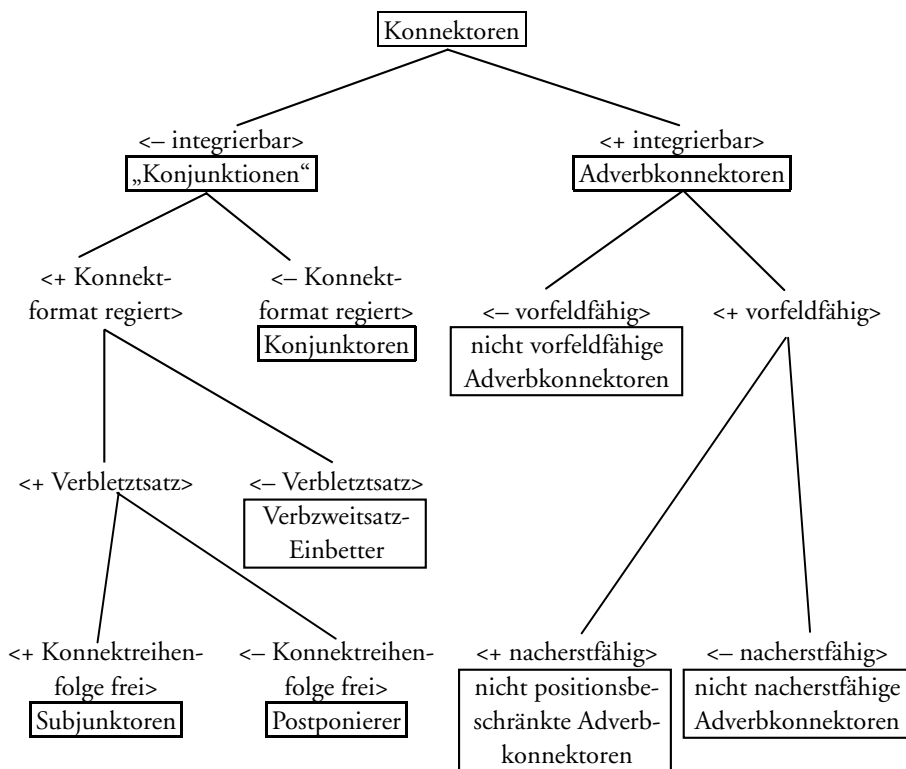 Konnektoren
<– integrierbar>
„Konjunktionen“
<+ integrierbar>
Adverbkonnektoren
<+ Konnekt-
format regiert>
<– Konnekt-
format regiert>
Konjunktoren
<– vorfeldfähig>
nicht vorfeldfähige
Adverbkonnektoren
<+ vorfeldfähig>
<+ Verbletztsatz>
<– Verbletztsatz>
Verbzweitsatz-
Einbetter
<+ Konnektreihen-
folge frei>
Subjunktoren
<– Konnektreihen-
folge frei>
Postponierer
<+ nacherstfähig>
nicht positionsbe-
schränkte Adverb-
konnektoren
<– nacherstfähig>
nicht nacherstfähige
Adverbkonnektoren